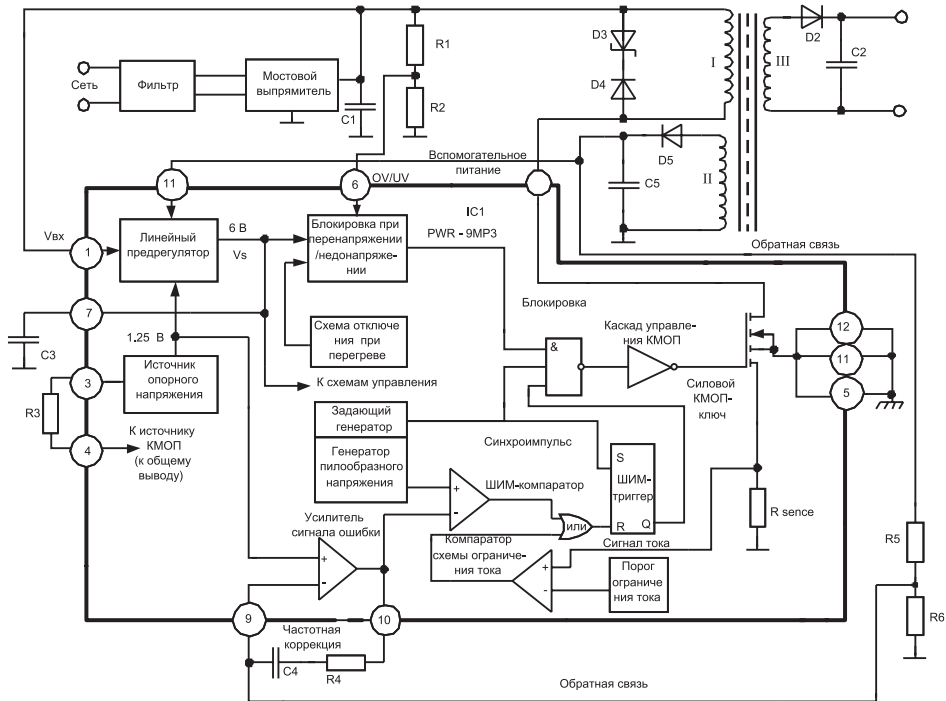 R1
D3
D4
I
III
D2
C2
Сеть
Фильтр
Мостовой
выпрямитель
C1
R2
Вспомогательное
питание
D5
C5
II
11
6
OV/UV
IC1
PWR - 9MP3
Обратная связь
Vвх
1
Линейный
предрегулятор
6 В
Vs
Блокировка при
перенапряжении
/недонапряже-
нии
7
C3
1.25 В
Схема отключе
ния при
перегреве
Блокировка
Каскад управле-
ния КМОП
&
12
11
5
3
R3
4
Источник
опорного
напряжения
К схемам управления
Силовой
КМОП-
ключ
К источнику
КМОП
(к общему
выводу)
Задающий
генератор
Генератор
пилообразного
напряжения
Синхроимпульс
S
ШИМ-
триггер
R
Q
+
-
ШИМ-компаратор
или
R sence
Усилитель
сигнала ошибки
+
-
Компаратор
схемы ограниче-
ния тока
Сигнал тока
+
-
Порог
ограниче
ния тока
R5
R6
9
10
Частотная
коррекция
C4
R4
Обратная связь